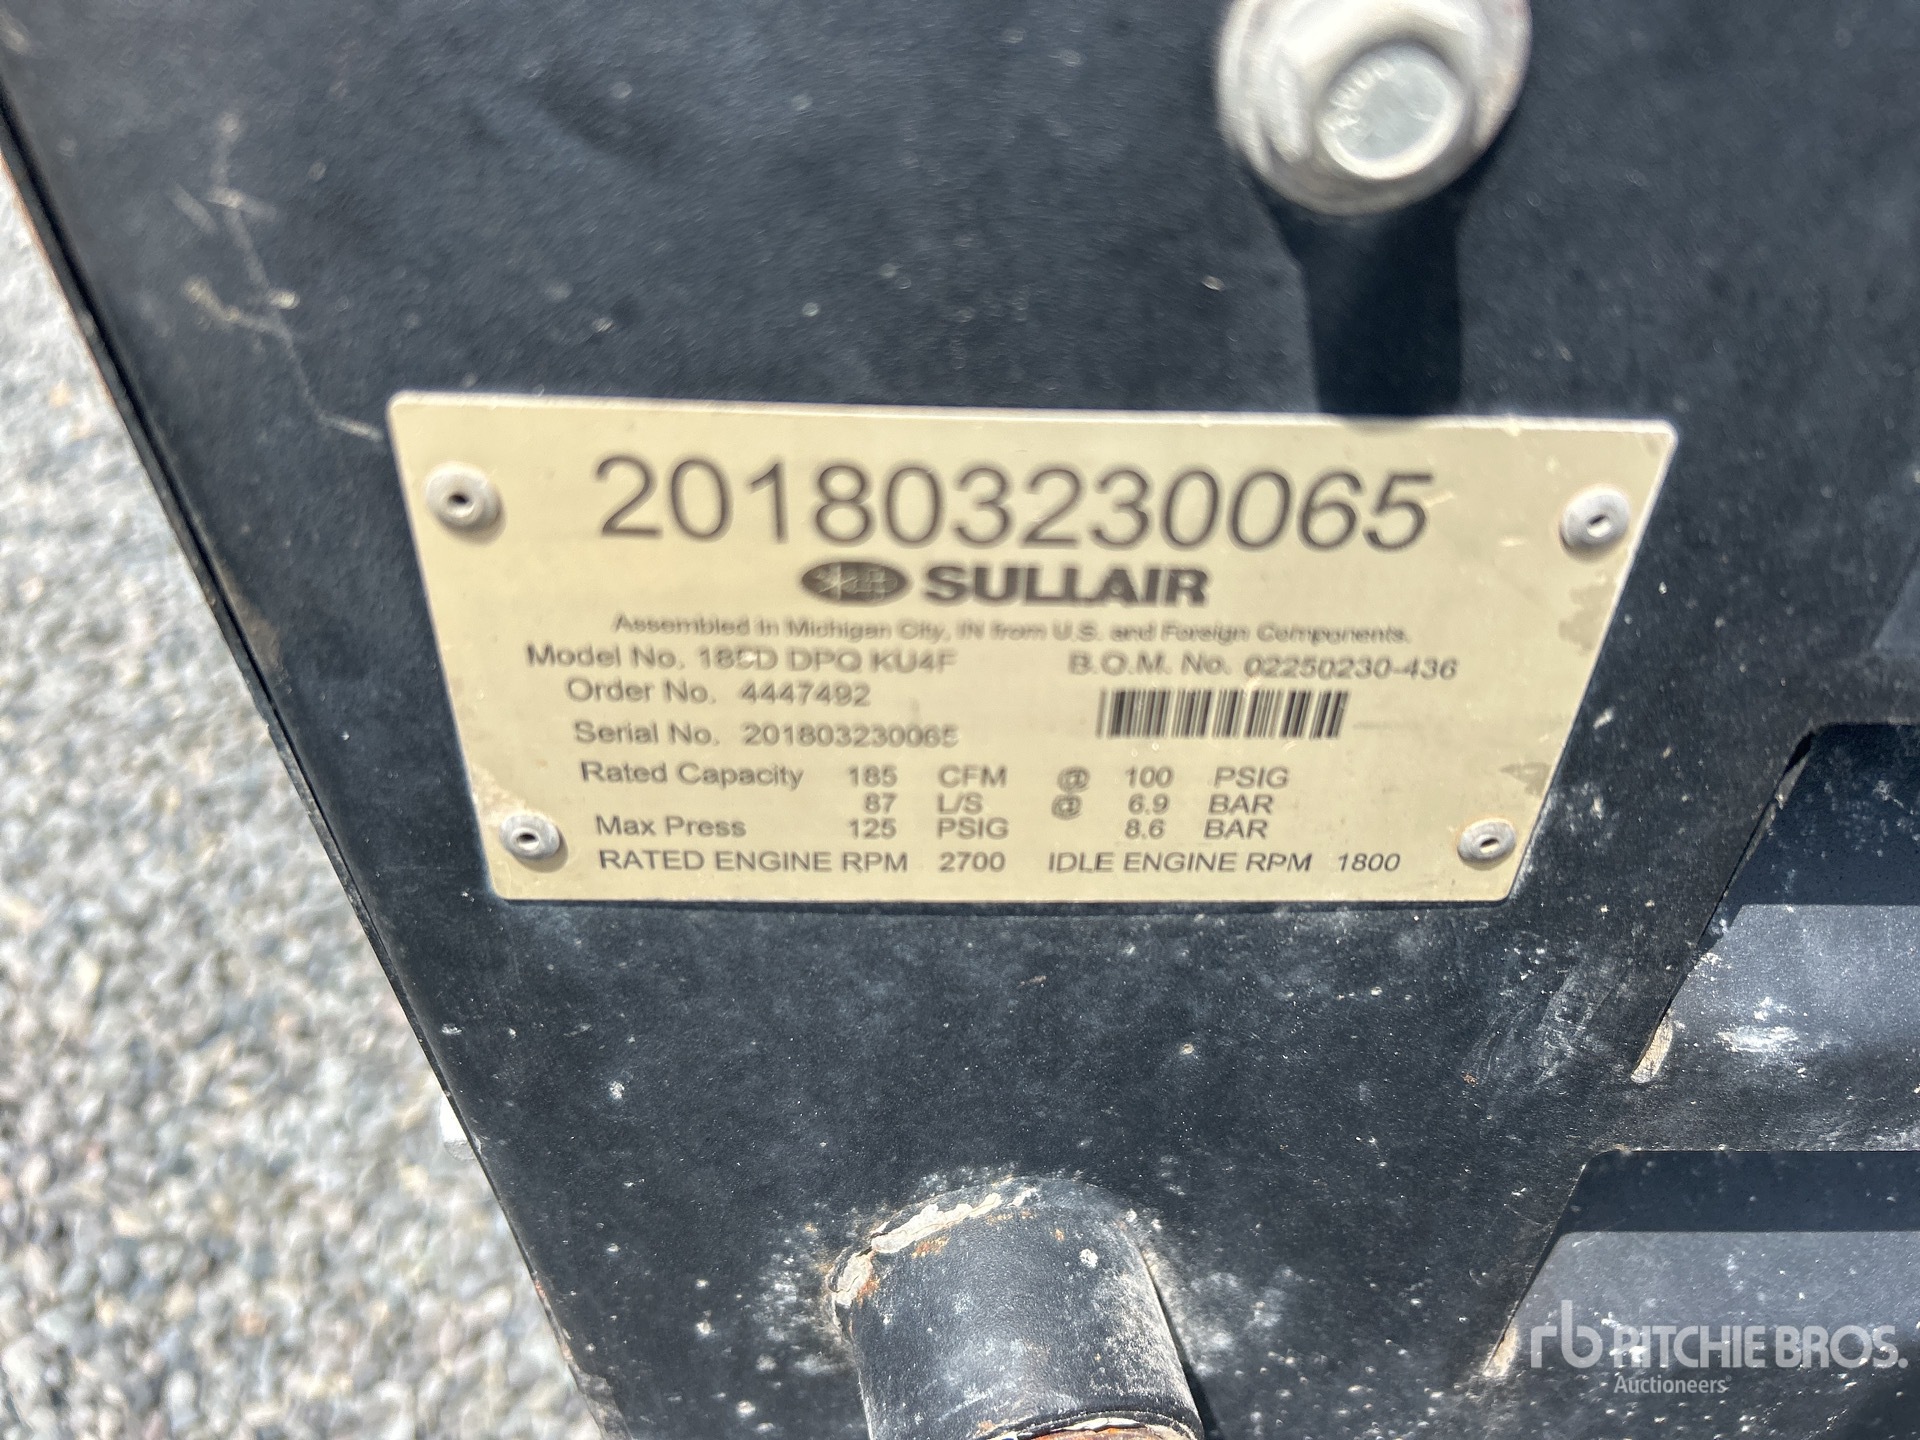 201803230065
SULLAIR
Assembled in Michigan City, IN from U.S. and Foreign Components.
Model No. 185D DPQ KU4F B.O.M. No. 02250230-436
Order No. 4447492
Serial No. 201803230065
Rated Capacity 185 CFM @ 100 PSIG
87 L/S @ 6.9 BAR
Max Press 125 PSIG 8.6 BAR
RATED ENGINE RPM 2700 IDLE ENGINE RPM 1800
rb RITCHIE BROS.
Auctioneers